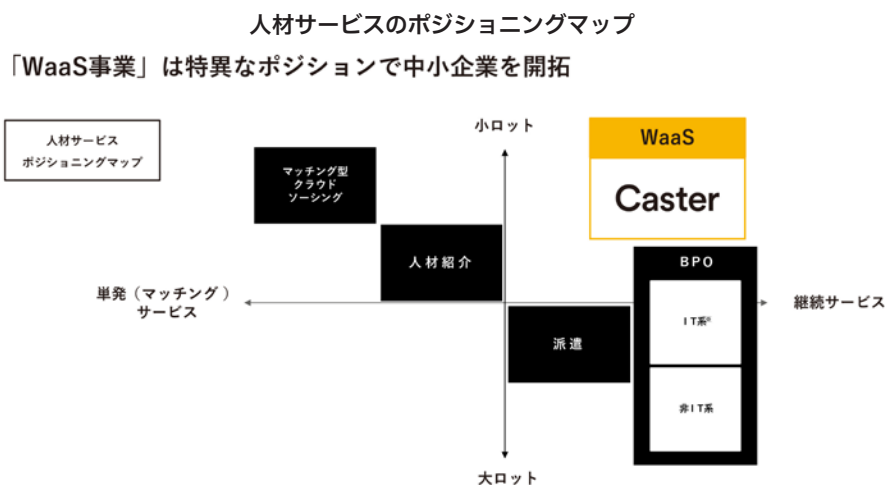 人材サービスのポジショニングマップ
「WaaS事業」は特異なポジションで中小企業を開拓
人材サービス
ポジショニングマップ
小ロット
WaaS
Caster
マッチング型
クラウド
ソーシング
人材紹介
BPO
単発（マッチング）
サービス
継続サービス
IT系※
派遣
非IT系
大ロット